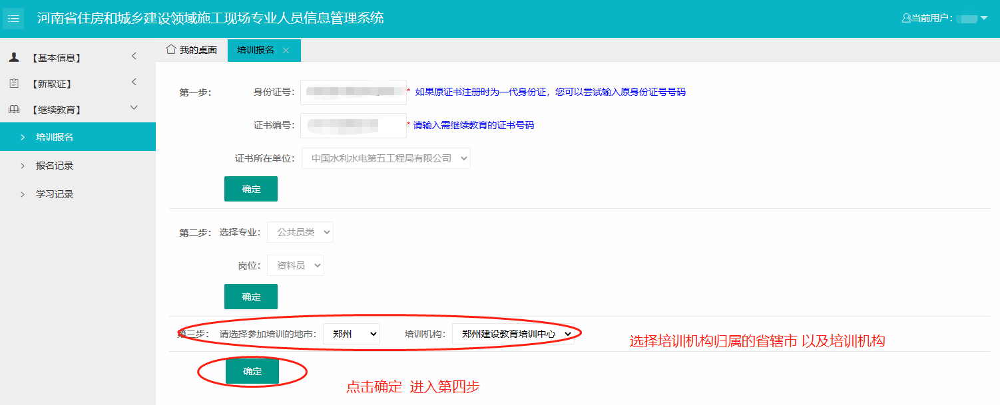 河南省住房和城乡建设领域施工现场专业人员信息管理系统
当前用户：
【基本信息】
【新取证】
【继续教育】
培训报名
报名记录
学习记录
我的桌面 培训报名
第一步： 身份证号： * 如果原证书注册时为一代身份证，您可以尝试输入原身份证号号码
证书编号： * 请输入需继续教育的证书号码
证书所在单位： 中国水利水电第五工程局有限公司
确定
第二步： 选择专业： 公共员类
岗位： 资料员
确定
第三步： 请选择参加培训的地市： 郑州 培训机构： 郑州建设教育培训中心
选择培训机构归属的省辖市 以及培训机构
确定
点击确定 进入第四步